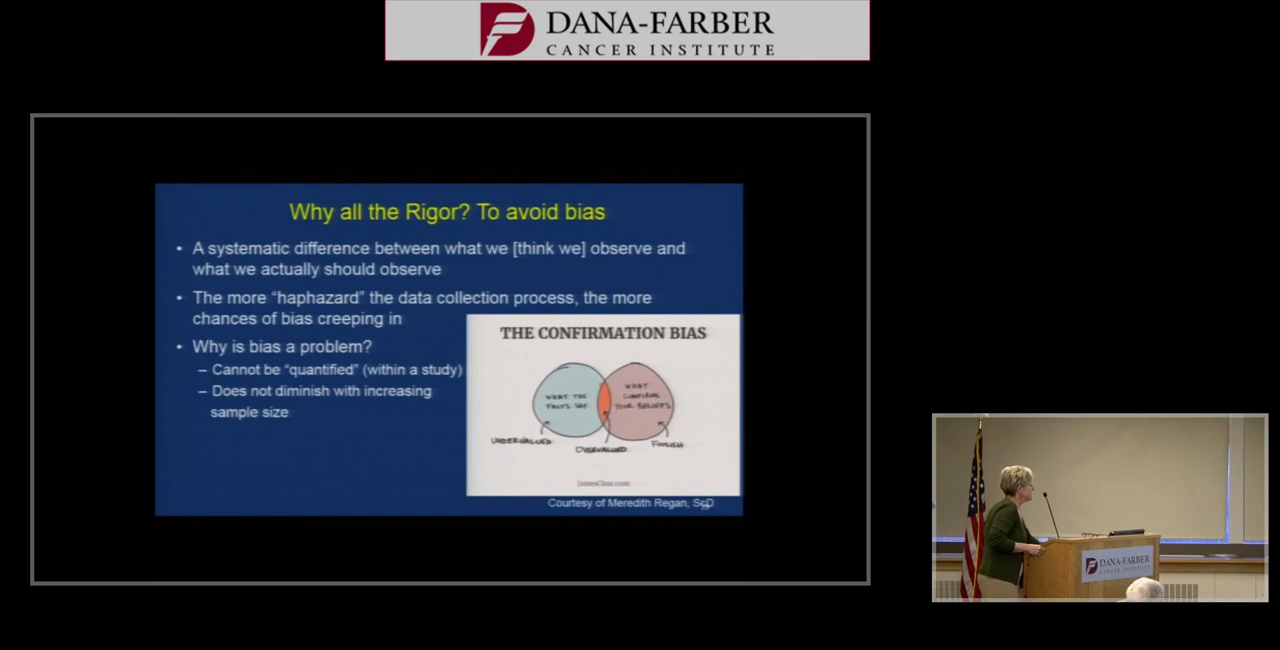 DANA-FARBER
CANCER INSTITUTE
Why all the Rigor? To avoid bias
• A systematic difference between what we [think we] observe and
what we actually should observe
• The more “haphazard” the data collection process, the more
chances of bias creeping in
• Why is bias a problem?
– Cannot be “quantified” (within a study)
– Does not diminish with increasing
sample size
THE CONFIRMATION BIAS
WHAT THE
FACTS SAY
WHAT
CONFIRMS
YOUR BELIEFS
UNDERVALUED
OVERVALUED
FOOLISH
JamesClear.com
Courtesy of Meredith Regan, ScD
DANA-FARBER
CANCER INSTITUTE